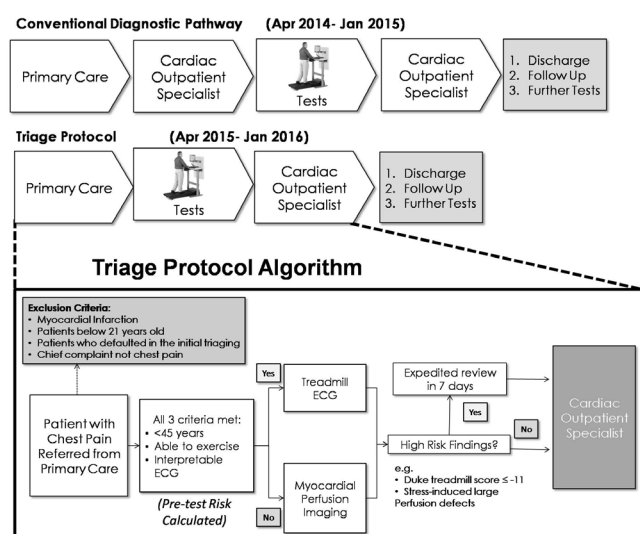 Conventional Diagnostic Pathway (Apr 2014- Jan 2015)
Primary Care
Cardiac
Outpatient
Specialist
Tests
Cardiac
Outpatient
Specialist
1. Discharge
2. Follow Up
3. Further Tests
Triage Protocol (Apr 2015- Jan 2016)
Primary Care
Tests
Cardiac
Outpatient
Specialist
1. Discharge
2. Follow Up
3. Further Tests
Triage Protocol Algorithm
Exclusion Criteria:
• Myocardial Infarction
• Patients below 21 years old
• Patients who defaulted in the initial triaging
• Chief complaint not chest pain
Patient with
Chest Pain
Referred from
Primary Care
All 3 criteria met:
• <45 years
• Able to exercise
• Interpretable
ECG
(Pre-test Risk
Calculated)
Yes
No
Treadmill
ECG
Myocardial
Perfusion
Imaging
Expedited review
in 7 days
Yes
High Risk Findings?
No
e.g.
• Duke treadmill score ≤ -11
• Stress-induced large
Perfusion defects
Cardiac
Outpatient
Specialist